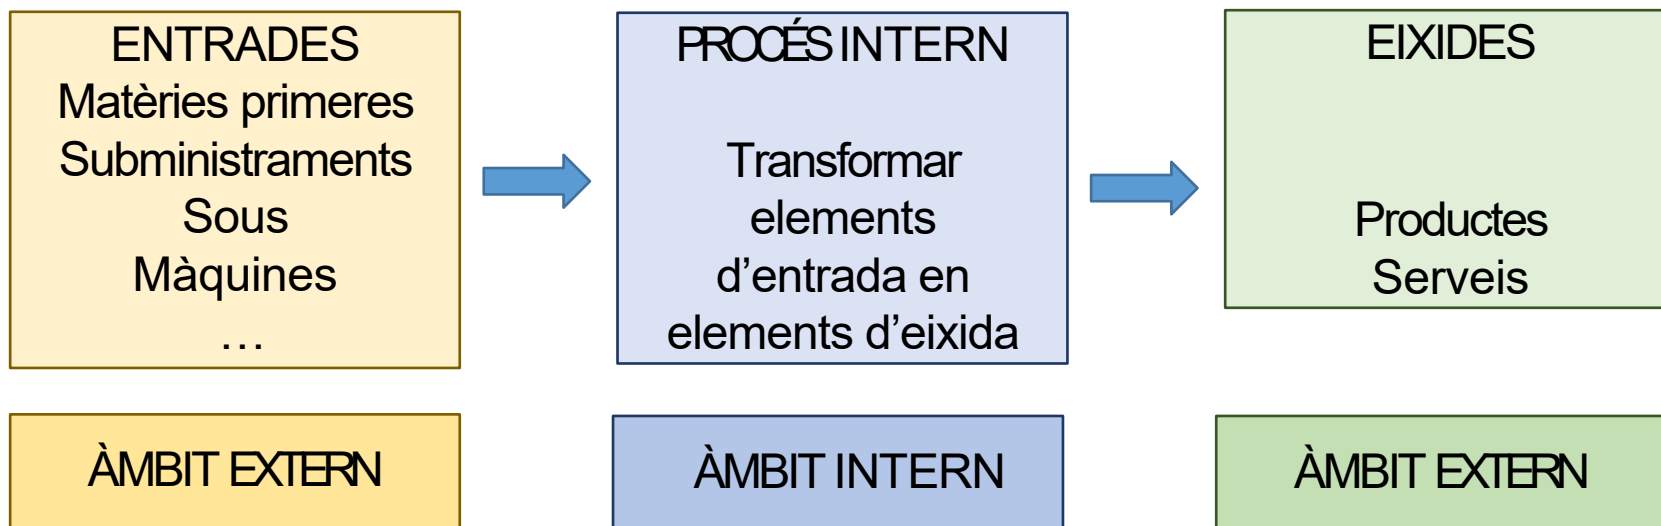 ENTRADES
Matèries primeres
Subministraments
Sous
Màquines
…
PROCÉS INTERN
Transformar
elements
d’entrada en
elements d’eixida
EIXIDES
Productes
Serveis
ÀMBIT EXTERN
ÀMBIT INTERN
ÀMBIT EXTERN